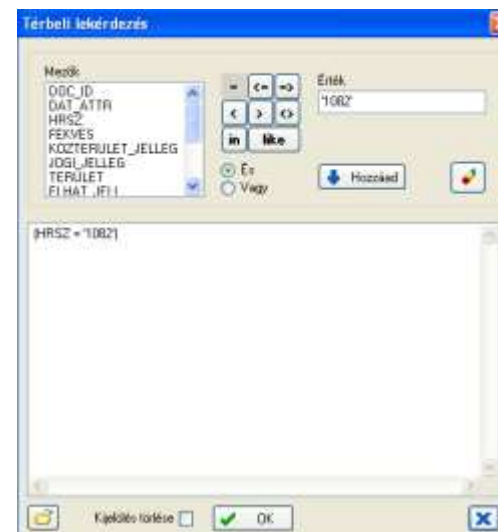 Térbeli lekérdezés
Mezők
DOC_ID
DAT_ATTR
HRSZ
FEKVES
KOZTERULET_JELLEG
JOGI_JELLEG
TERULET
ELHAT_JELL
= <= =>
< > <>
in like
És
Vagy
Érték
'1082'
Hozzáad
(HRSZ = '1082')
Kijelölés törlése
OK